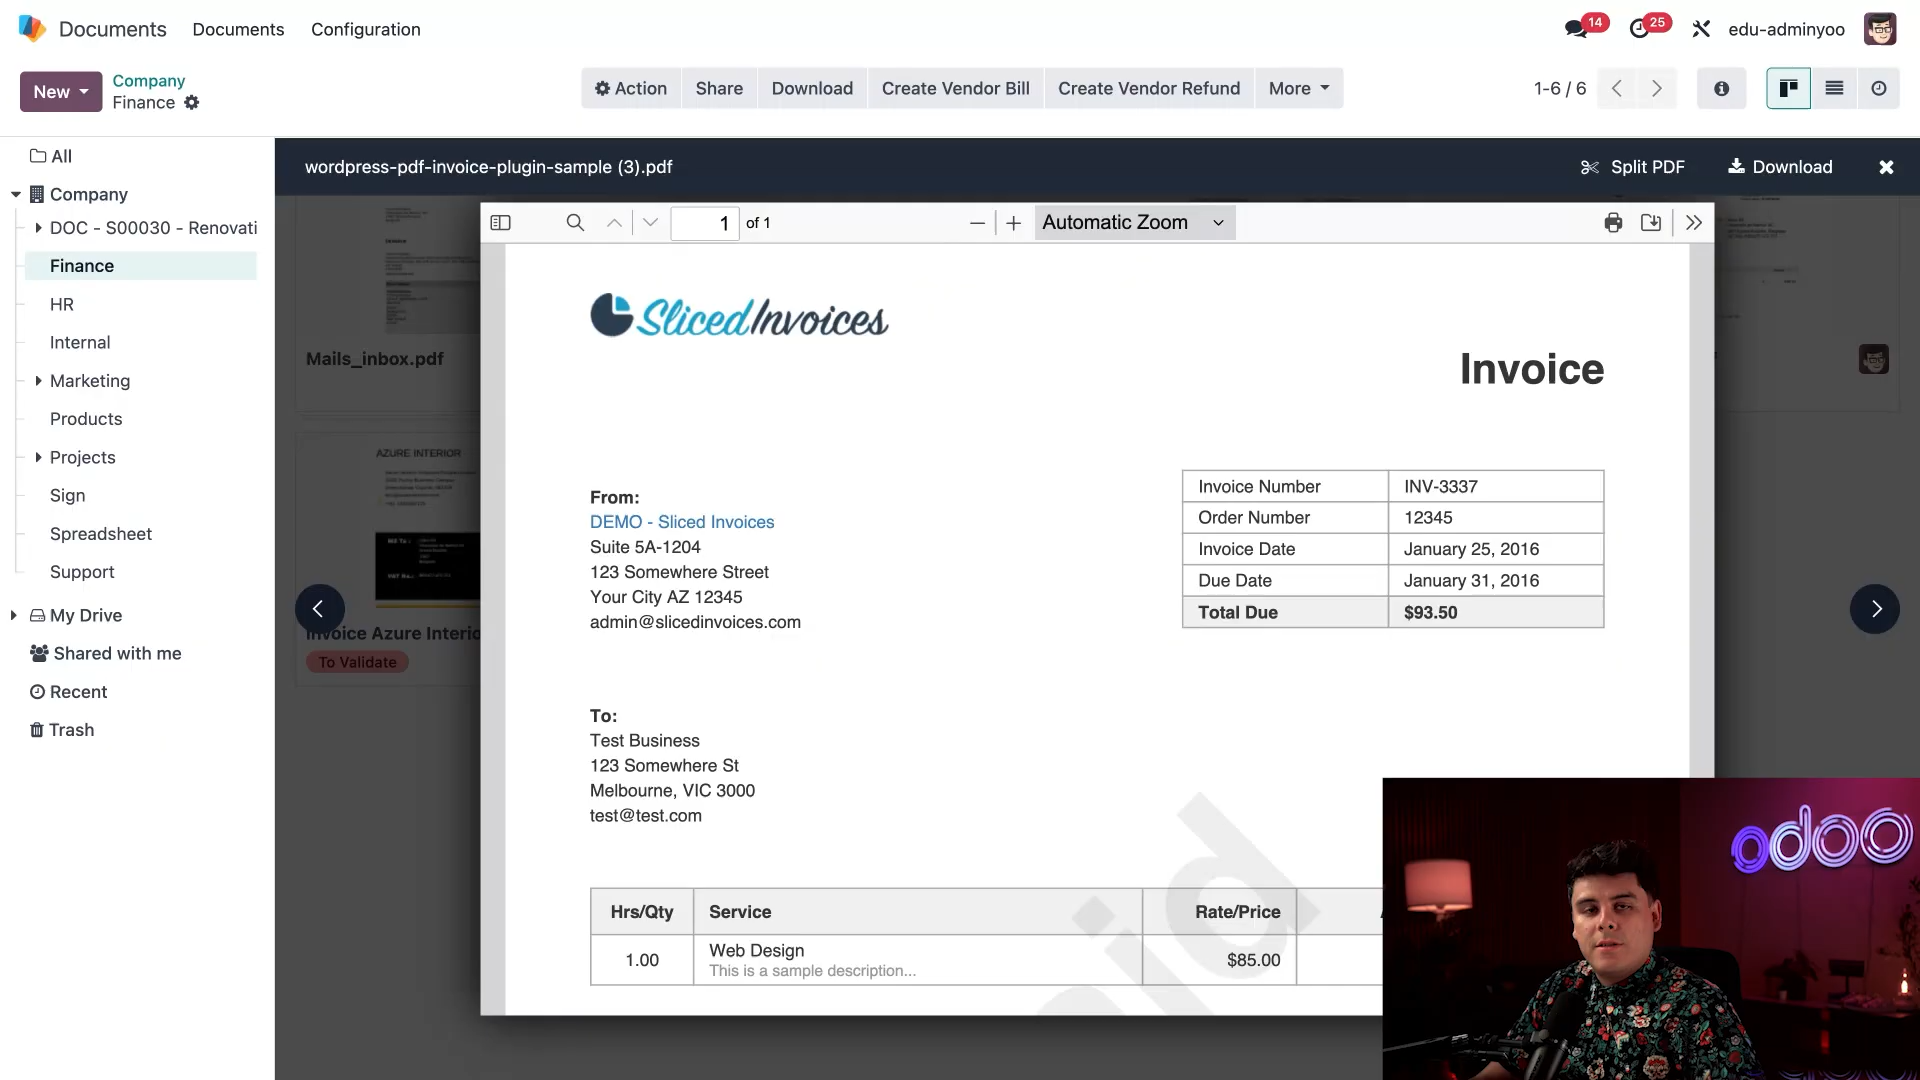 Documents
Documents
Configuration
14
25
edu-adminyoo
New
Company
Finance
Action
Share
Download
Create Vendor Bill
Create Vendor Refund
More
1-6 / 6
All
Company
DOC - S00030 - Renovati
Finance
HR
Internal
Marketing
Products
Projects
Sign
Spreadsheet
Support
My Drive
Shared with me
Recent
Trash
wordpress-pdf-invoice-plugin-sample (3).pdf
Split PDF
Download
1 of 1
Automatic Zoom
Mails_inbox.pdf
AZURE INTERIOR
Invoice Azure Interio
To Validate
SlicedInvoices
Invoice
From:
DEMO - Sliced Invoices
Suite 5A-1204
123 Somewhere Street
Your City AZ 12345
admin@slicedinvoices.com
Invoice Number INV-3337
Order Number 12345
Invoice Date January 25, 2016
Due Date January 31, 2016
Total Due $93.50
To:
Test Business
123 Somewhere St
Melbourne, VIC 3000
test@test.com
Hrs/Qty Service Rate/Price
1.00 Web Design $85.00
This is a sample description...
odoo